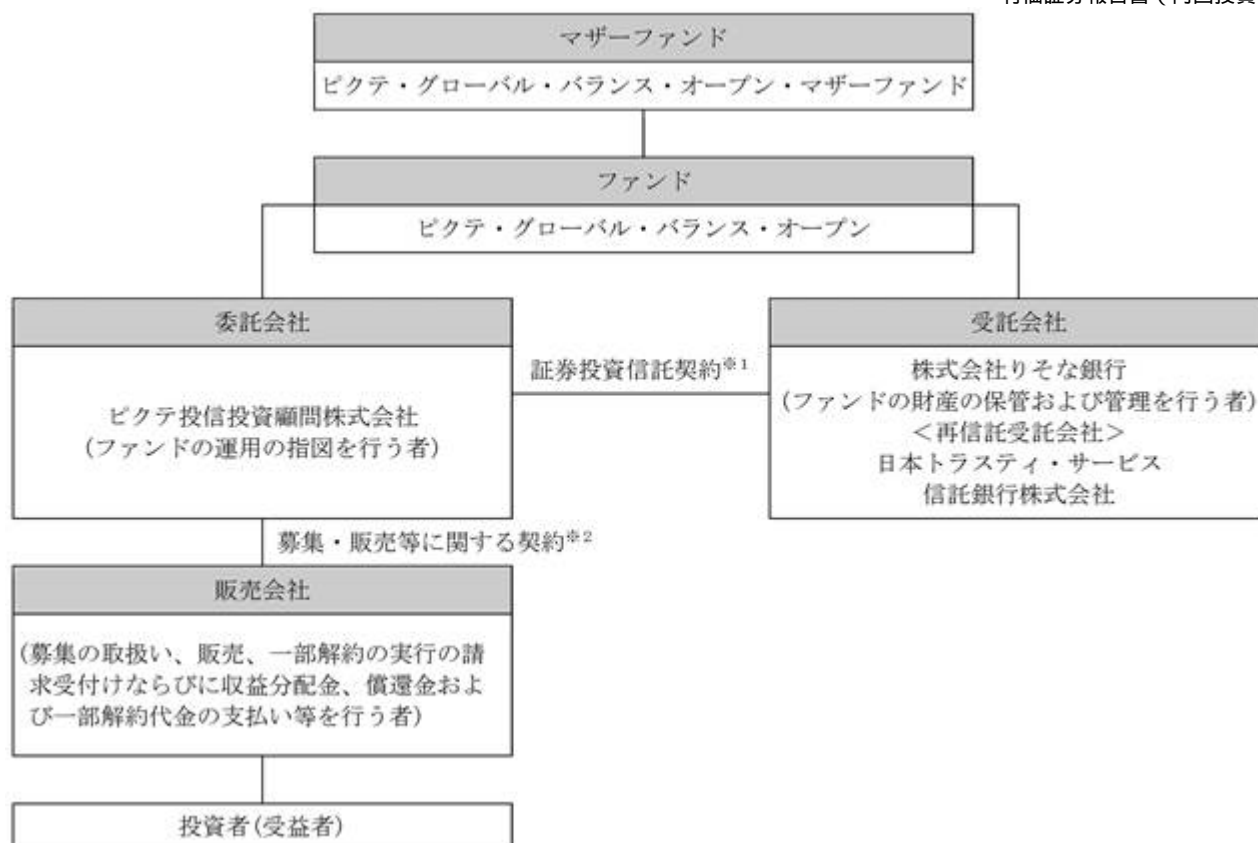 マザーファンド
ピクテ・グローバル・バランス・オープン・マザーファンド
ファンド
ピクテ・グローバル・バランス・オープン
委託会社
ピクテ投信投資顧問株式会社
(ファンドの運用の指図を行う者)
証券投資信託契約※1
受託会社
株式会社りそな銀行
(ファンドの財産の保管および管理を行う者)
<再信託受託会社>
日本トラスティ・サービス
信託銀行株式会社
募集・販売等に関する契約※2
販売会社
(募集の取扱い、販売、一部解約の実行の請
求受付けならびに収益分配金、償還金およ
び一部解約代金の支払い等を行う者)
投資者(受益者)